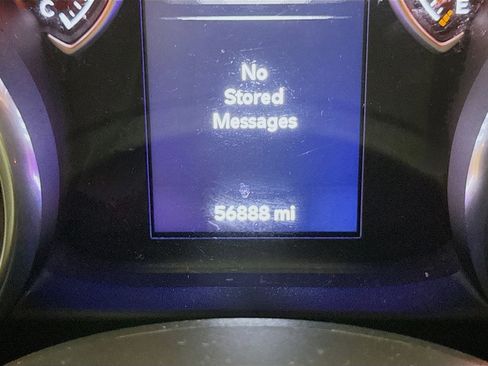 C
E
No
Stored
Messages
56888 mi